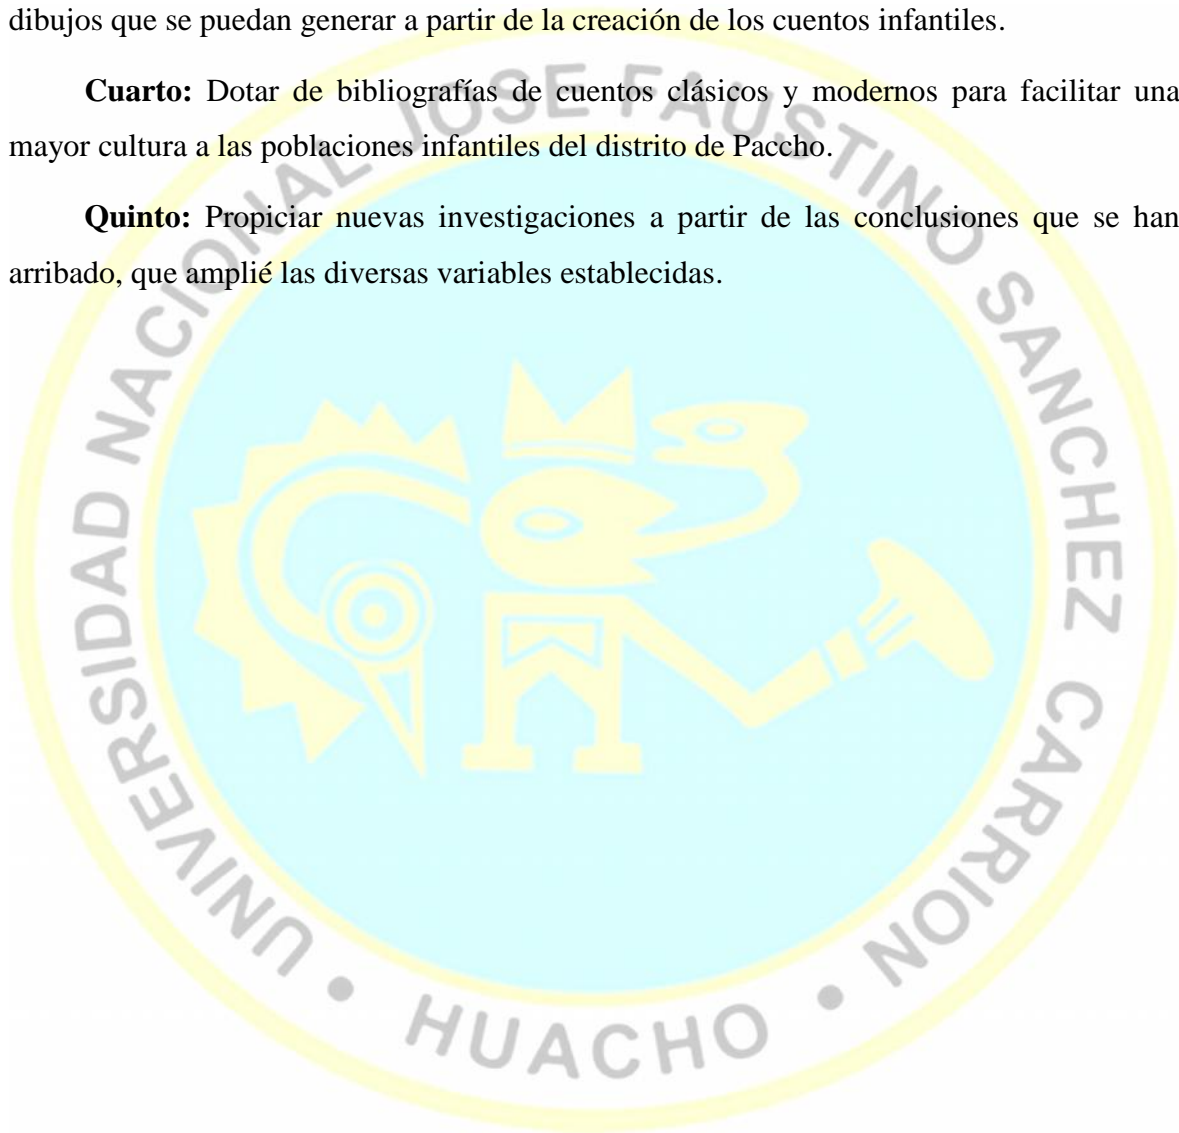 dibujos que se puedan generar a partir de la creación de los cuentos infantiles.
Cuarto: Dotar de bibliografías de cuentos clásicos y modernos para facilitar una
mayor cultura a las poblaciones infantiles del distrito de Paccho.
Quinto: Propiciar nuevas investigaciones a partir de las conclusiones que se han
arribado, que amplié las diversas variables establecidas.
UNIVERSIDAD NACIONAL JOSE FAUSTINO SANCHEZ CARRION
• HUACHO •